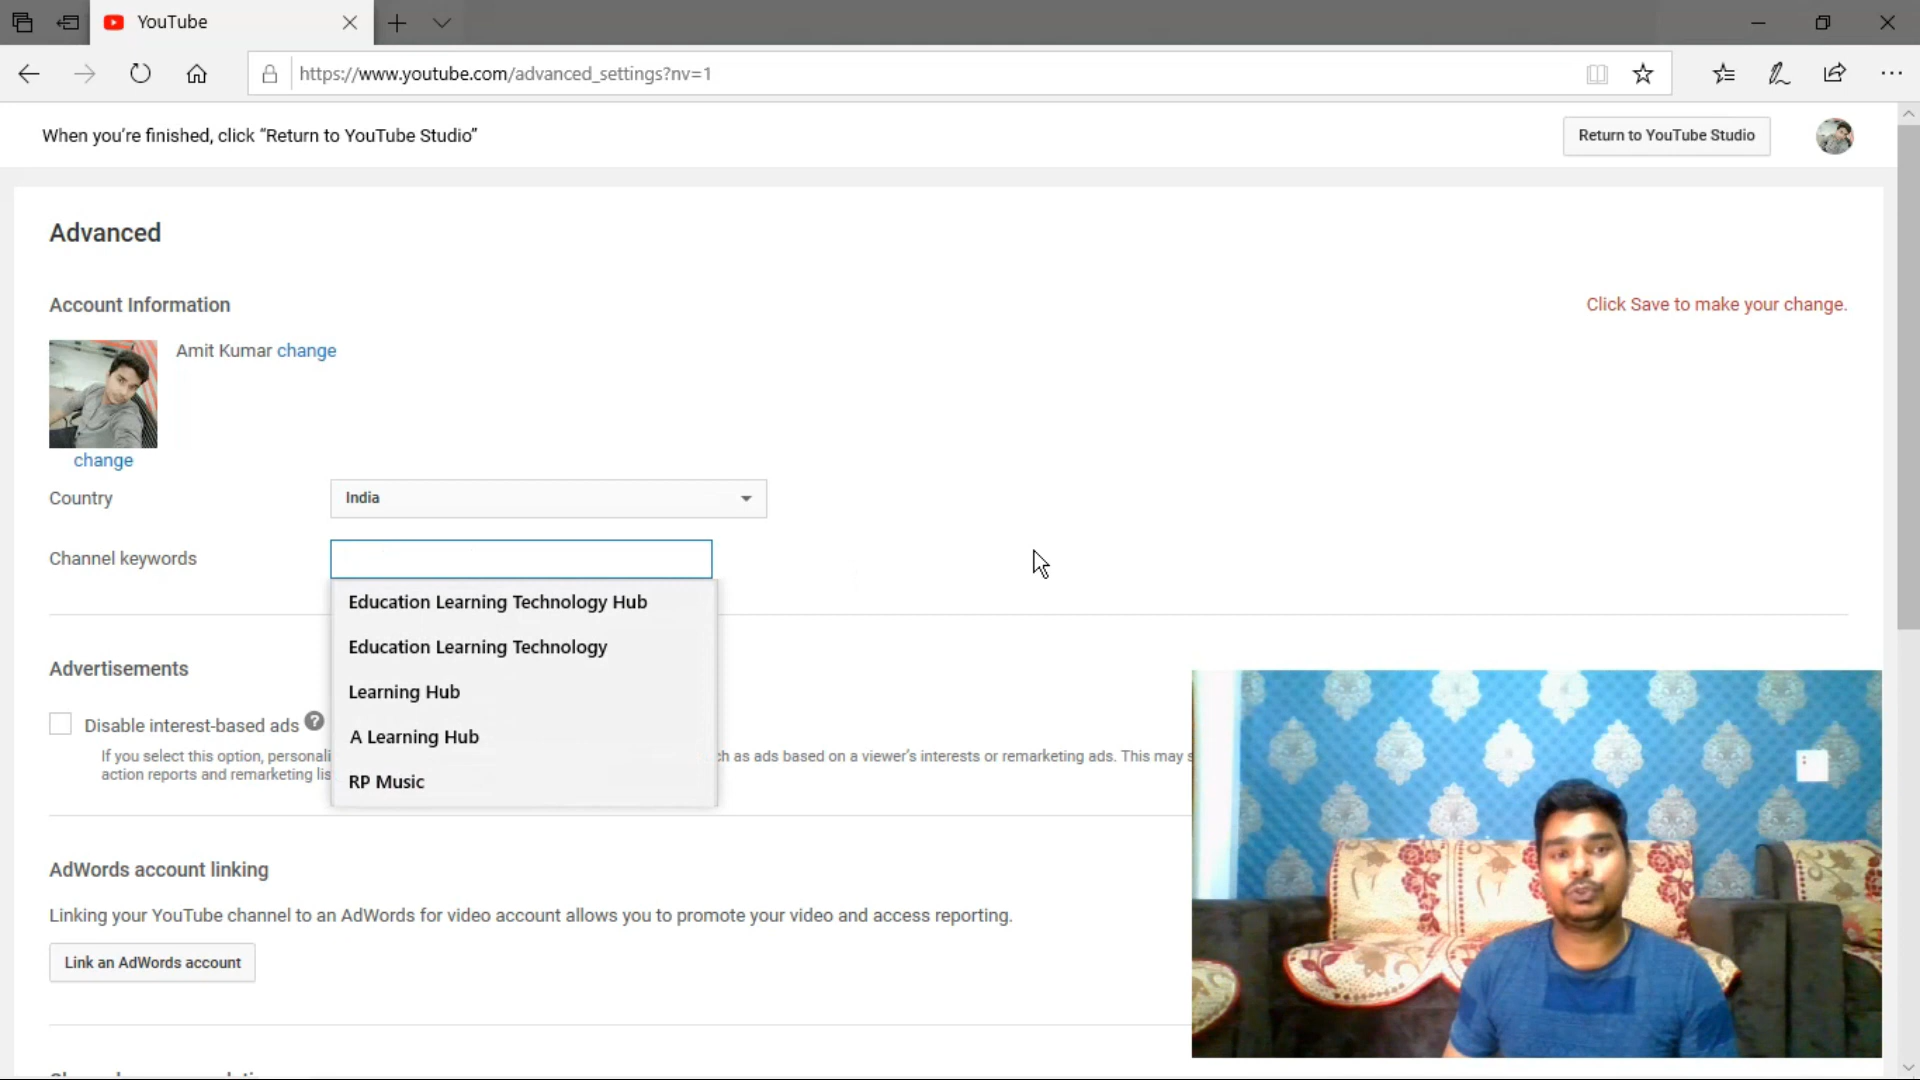 YouTube
https://www.youtube.com/advanced_settings?nv=1
When you're finished, click “Return to YouTube Studio”
Return to YouTube Studio
Advanced
Account Information
Click Save to make your change.
Amit Kumar change
change
Country
India
Channel keywords
Education Learning Technology Hub
Education Learning Technology
Learning Hub
A Learning Hub
RP Music
Advertisements
Disable interest-based ads ?
If you select this option, as ads based on a viewer's interests or remarketing ads. This may
action reports and remarketing
AdWords account linking
Linking your YouTube channel to an AdWords for video account allows you to promote your video and access reporting.
Link an AdWords account